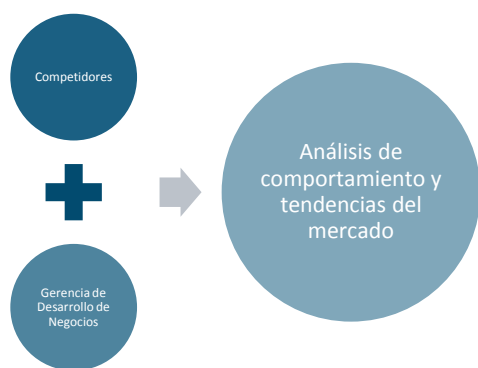 Competidores
Gerencia de
Desarrollo de
Negocios
Análisis de
comportamiento y
tendencias del
mercado